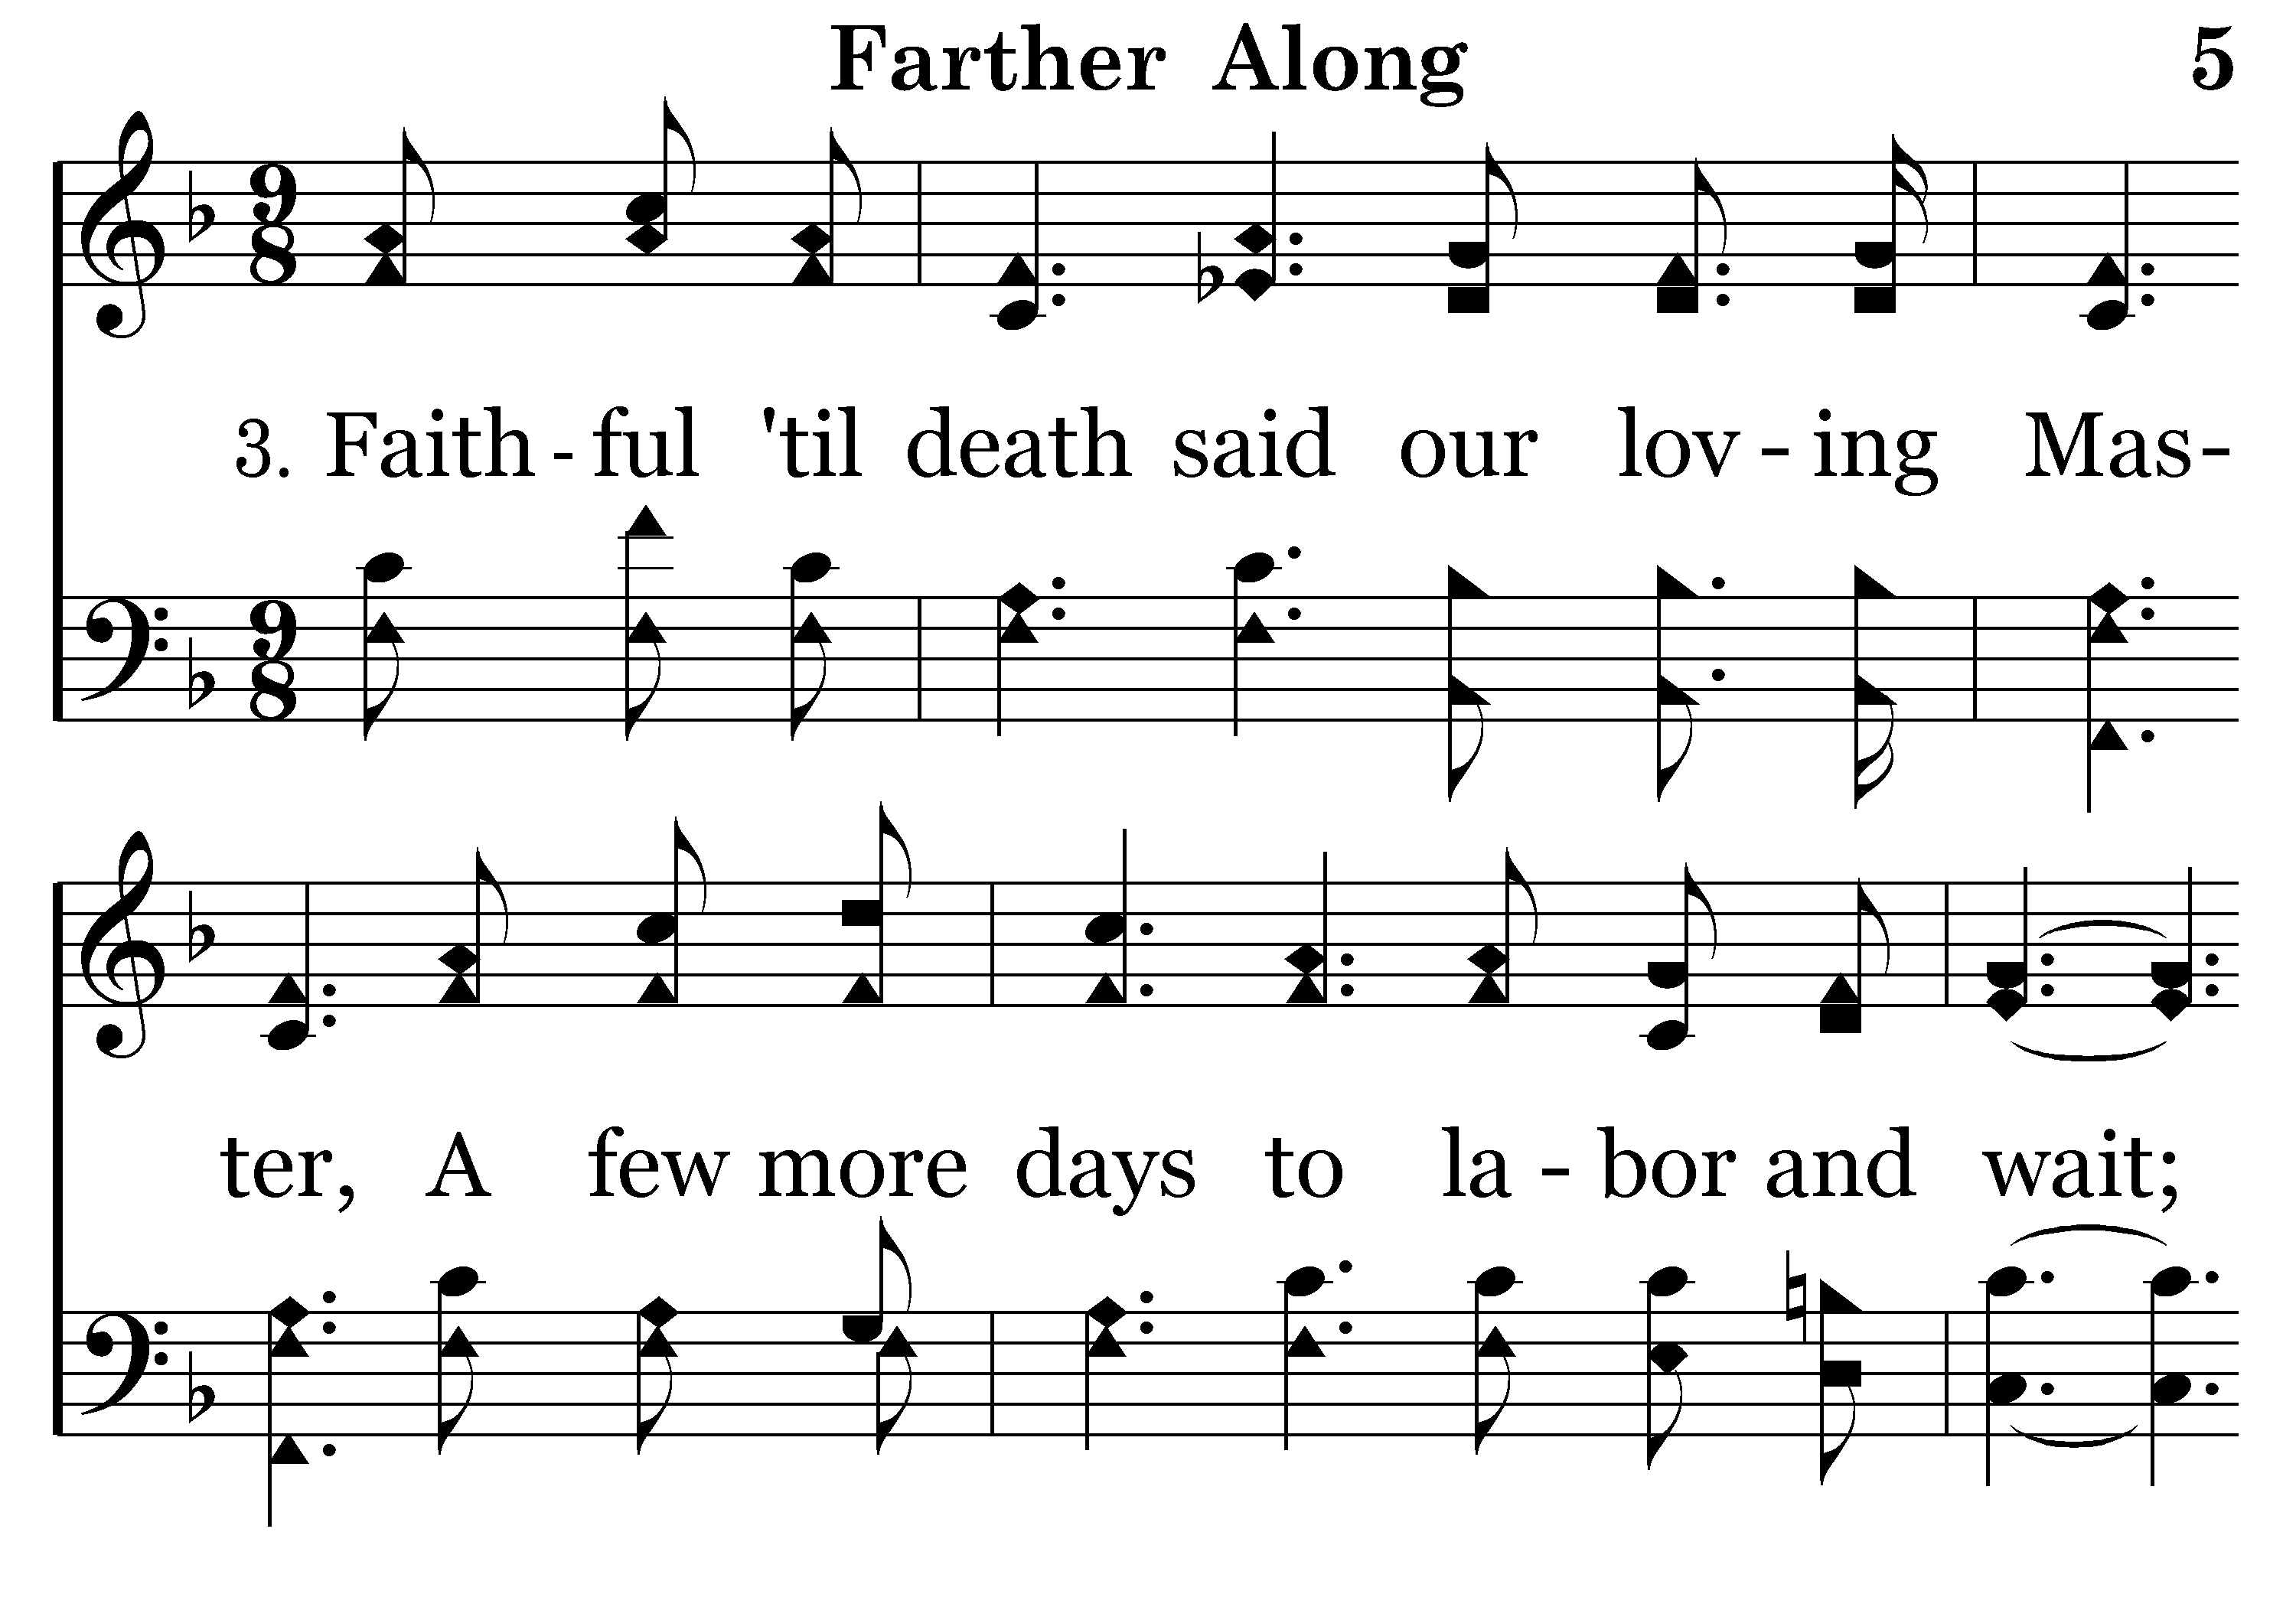 Farther Along 5
3. Faith - ful 'til death said our lov - ing Mas-
ter, A few more days to la - bor and wait;